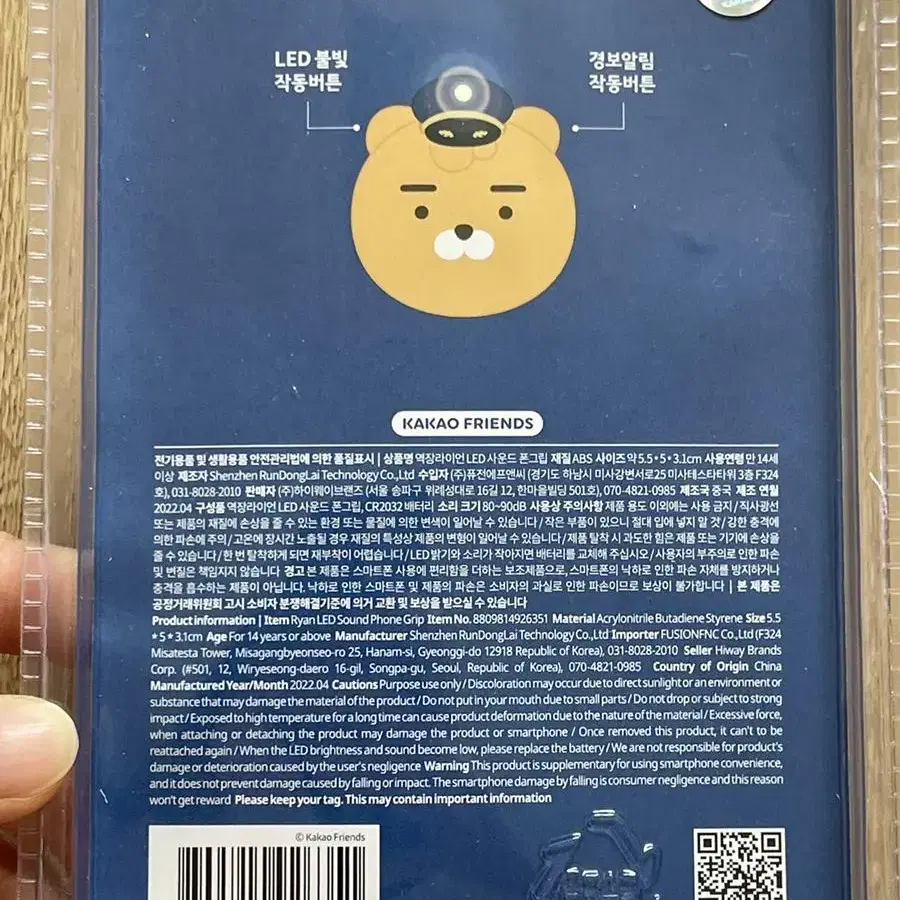 LED 불빛
작동버튼
경보알림
작동버튼
KAKAO FRIENDS
전기용품 및 생활용품 안전관리법에 의한 품질표시 | 상품명 역장라이언 LED 사운드 폰그립 재질 ABS 사이즈 약 5.5 * 5 * 3.1cm 사용연령 만 14세
이상 제조자 Shenzhen RunDongLai Technology Co.,Ltd 수입자 (주)퓨전에프앤씨 (경기도 하남시 미사강변서로25 미사테스타타워 3층 F324
호), 031-8028-2010 판매자 (주)하이웨이브랜즈 (서울 송파구 위례성대로 16길 12, 한마을빌딩 501호), 070-4821-0985 제조국 중국 제조 연월
2022.04 구성품 역장라이언 LED 사운드 폰그립, CR2032 배터리 소리 크기 80~90dB 사용상 주의사항 제품 용도 이외에는 사용 금지 / 직사광선
또는 제품의 재질에 손상을 줄 수 있는 환경 또는 물질에 의한 변색이 일어날 수 있습니다 / 작은 부품이 있으니 절대 입에 넣지 말 것 / 강한 충격에
의한 파손에 주의 / 고온에 장시간 노출될 경우 재질의 특성상 제품의 변형이 일어날 수 있습니다 / 제품 탈착 시 과도한 힘은 제품 또는 기기에 손상을
줄 수 있습니다 / 한 번 탈착하게 되면 재부착이 어렵습니다 / LED 밝기와 소리가 작아지면 배터리를 교체해 주십시오 / 사용자의 부주의로 인한 파손
및 변질은 책임지지 않습니다 경고 본 제품은 스마트폰 사용에 편리함을 더하는 보조제품으로, 스마트폰의 낙하로 인한 파손 자체를 방지하거나
충격을 흡수하는 제품이 아닙니다. 낙하로 인한 스마트폰 및 제품의 파손은 소비자의 과실로 인한 파손이므로 보상이 불가합니다 | 본 제품은
공정거래위원회 고시 소비자 분쟁해결기준에 의거 교환 및 보상을 받으실 수 있습니다
Product information | Item Ryan LED Sound Phone Grip Item No. 8809814926351 Material Acrylonitrile Butadiene Styrene Size 5.5
* 5 * 3.1cm Age For 14 years or above Manufacturer Shenzhen RunDongLai Technology Co.,Ltd Importer FUSIONFNC Co.,Ltd (F324
Misatesta Tower, Misagangbyeonseo-ro 25, Hanam-si, Gyeonggi-do 12918 Republic of Korea), 031-8028-2010 Seller Hiway Brands
Corp. (#501, 12, Wiryeseong-daero 16-gil, Songpa-gu, Seoul, Republic of Korea), 070-4821-0985 Country of Origin China
Manufactured Year/Month 2022.04 Cautions Purpose use only / Discoloration may occur due to direct sunlight or an environment or
substance that may damage the material of the product / Do not put in your mouth due to small parts / Do not drop or subject to strong
impact / Exposed to high temperature for a long time can cause product deformation due to the nature of the material / Excessive force,
when attaching or detaching the product may damage the product or smartphone / Once removed this product, it can't to be
reattached again / When the LED brightness and sound become low, please replace the battery / We are not responsible for product's
damage or deterioration caused by the user's negligence Warning This product is supplementary for using smartphone convenience,
and it does not prevent damage caused by falling or impact. The smartphone damage by falling is consumer negligence and this reason
won't get reward Please keep your tag. This may contain important information
© Kakao Friends